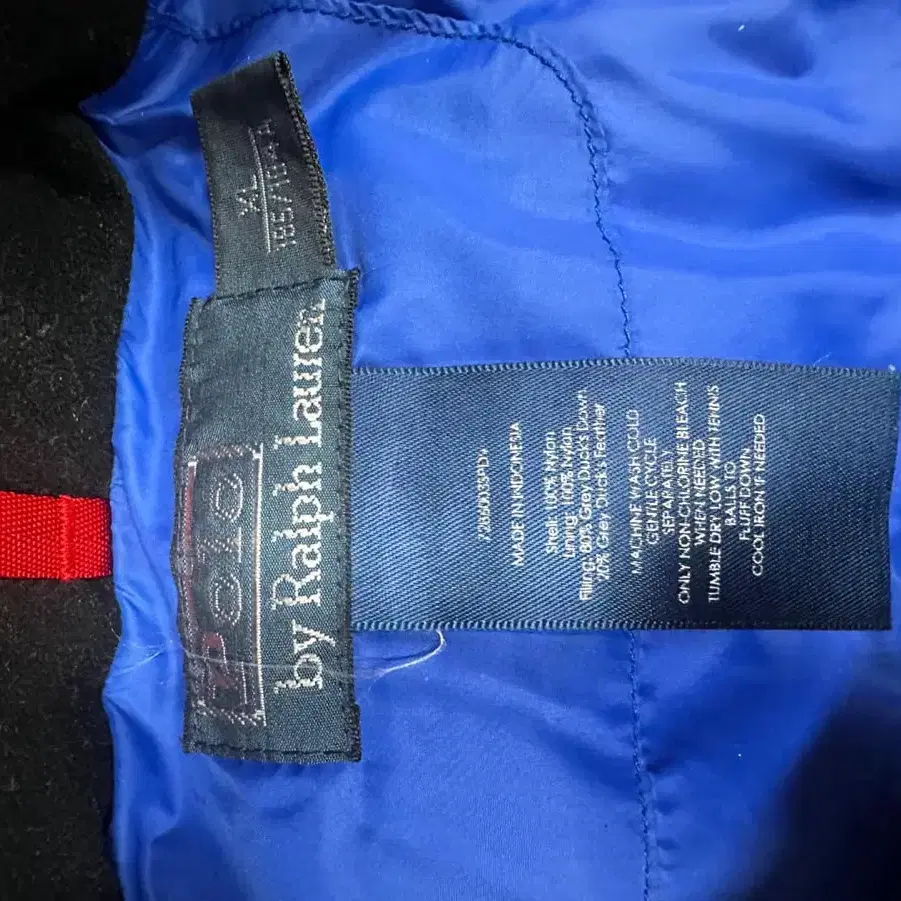 XL
Polo
by Ralph Lauren
MADE IN INDONESIA
Shell: 100% Nylon
Lining: 100% Nylon
Filling: 80% Grey Duck's Down
20% Grey Duck's Feather
MACHINE WASH COLD
GENTLE CYCLE
SEPARATELY
ONLY NON-CHLORINE BLEACH
WHEN NEEDED
TUMBLE DRY LOW WITH TENNIS
BALLS TO
FLUFF DOWN
COOL IRON IF NEEDED